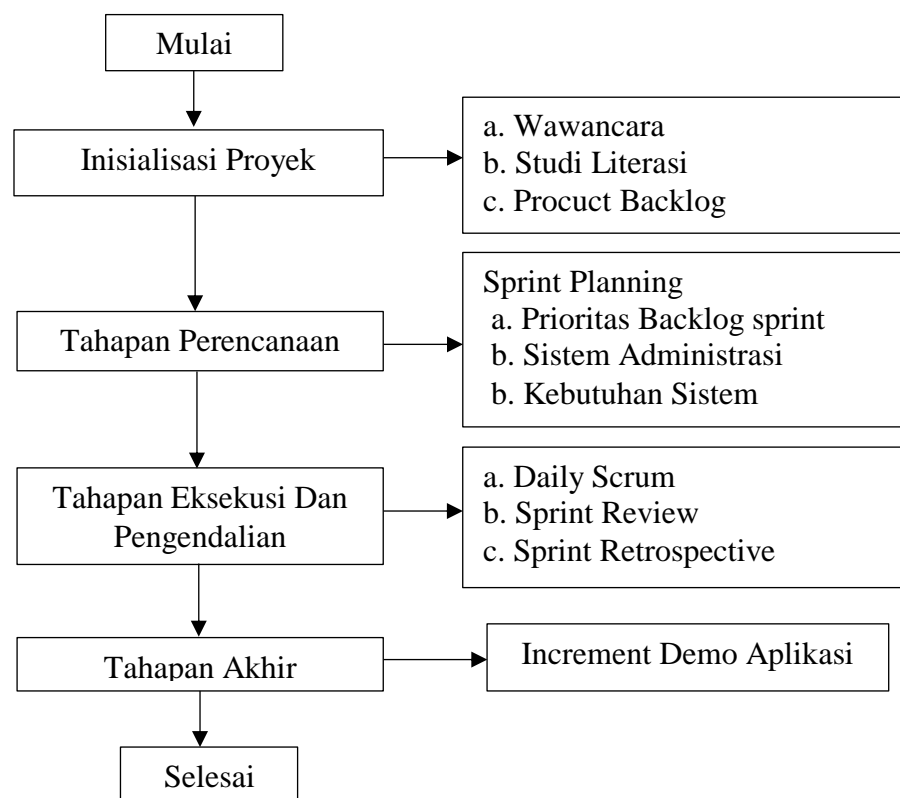 Mulai
Inisialisasi Proyek
a. Wawancara
b. Studi Literasi
c. Procuct Backlog
Tahapan Perencanaan
Sprint Planning
a. Prioritas Backlog sprint
b. Sistem Administrasi
b. Kebutuhan Sistem
Tahapan Eksekusi Dan
Pengendalian
a. Daily Scrum
b. Sprint Review
c. Sprint Retrospective
Tahapan Akhir
Increment Demo Aplikasi
Selesai